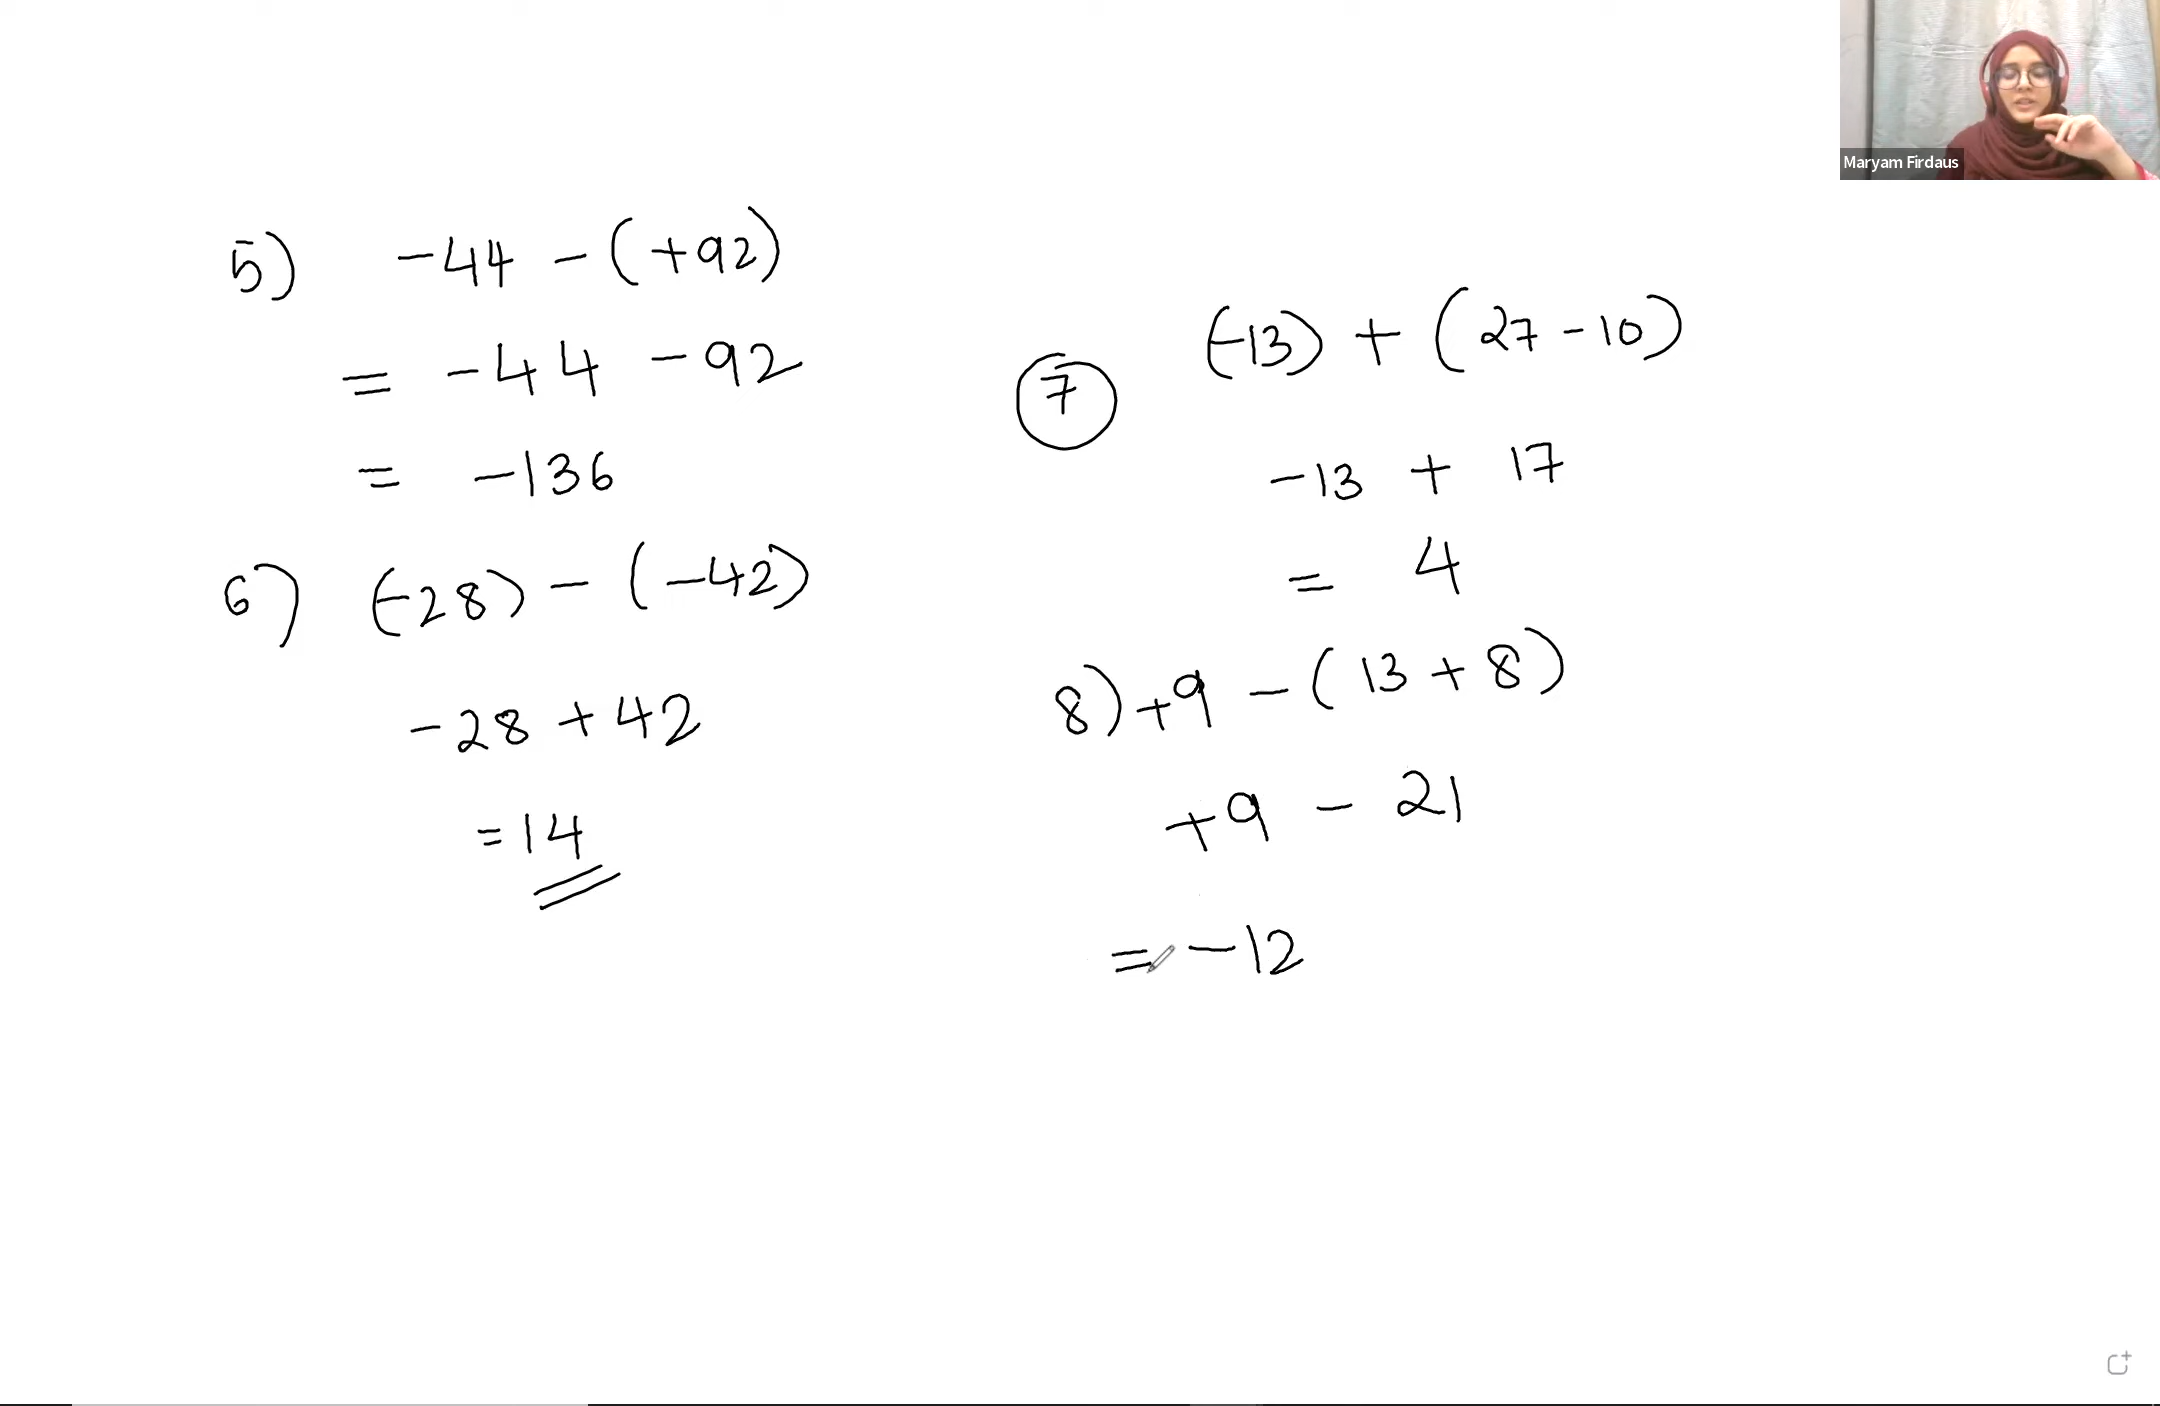 Maryam Firdaus
5) -44 - (+92)
= -44 - 92
= -136
6) (-28) - (-42)
-28 + 42
= 14
7 (-13) + (27 - 10)
-13 + 17
= 4
8) +9 - (13 + 8)
+9 - 21
= -12